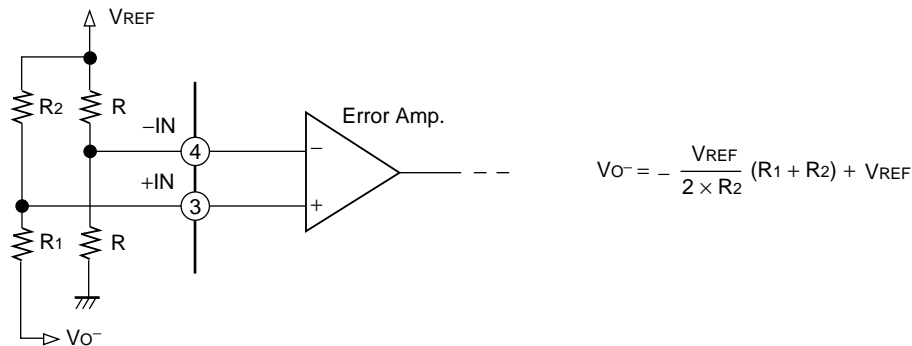 VREF
R2
R
Error Amp.
−IN
4
−
+IN
3
+
R1
R
VO−
VO− = − VREF / 2 × R2 (R1 + R2) + VREF